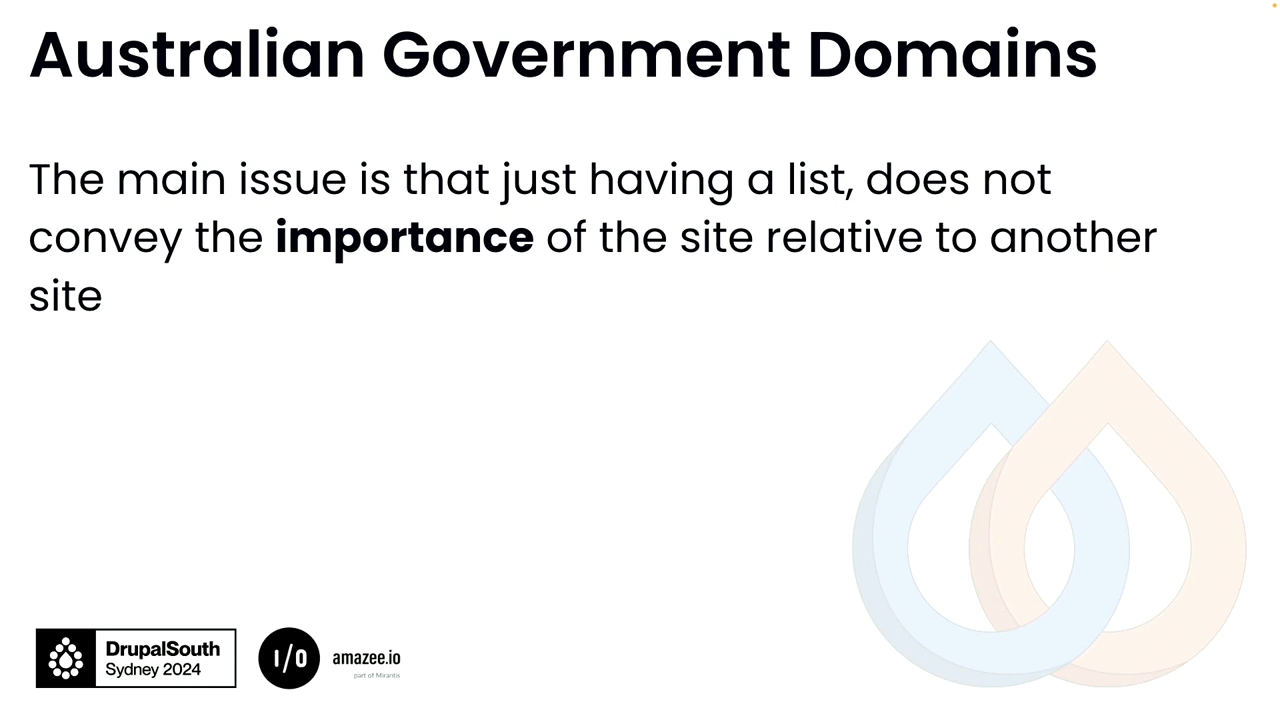 Australian Government Domains
The main issue is that just having a list, does not
convey the importance of the site relative to another
site
DrupalSouth
Sydney 2024
I/O
amazee.io
part of Mirantis